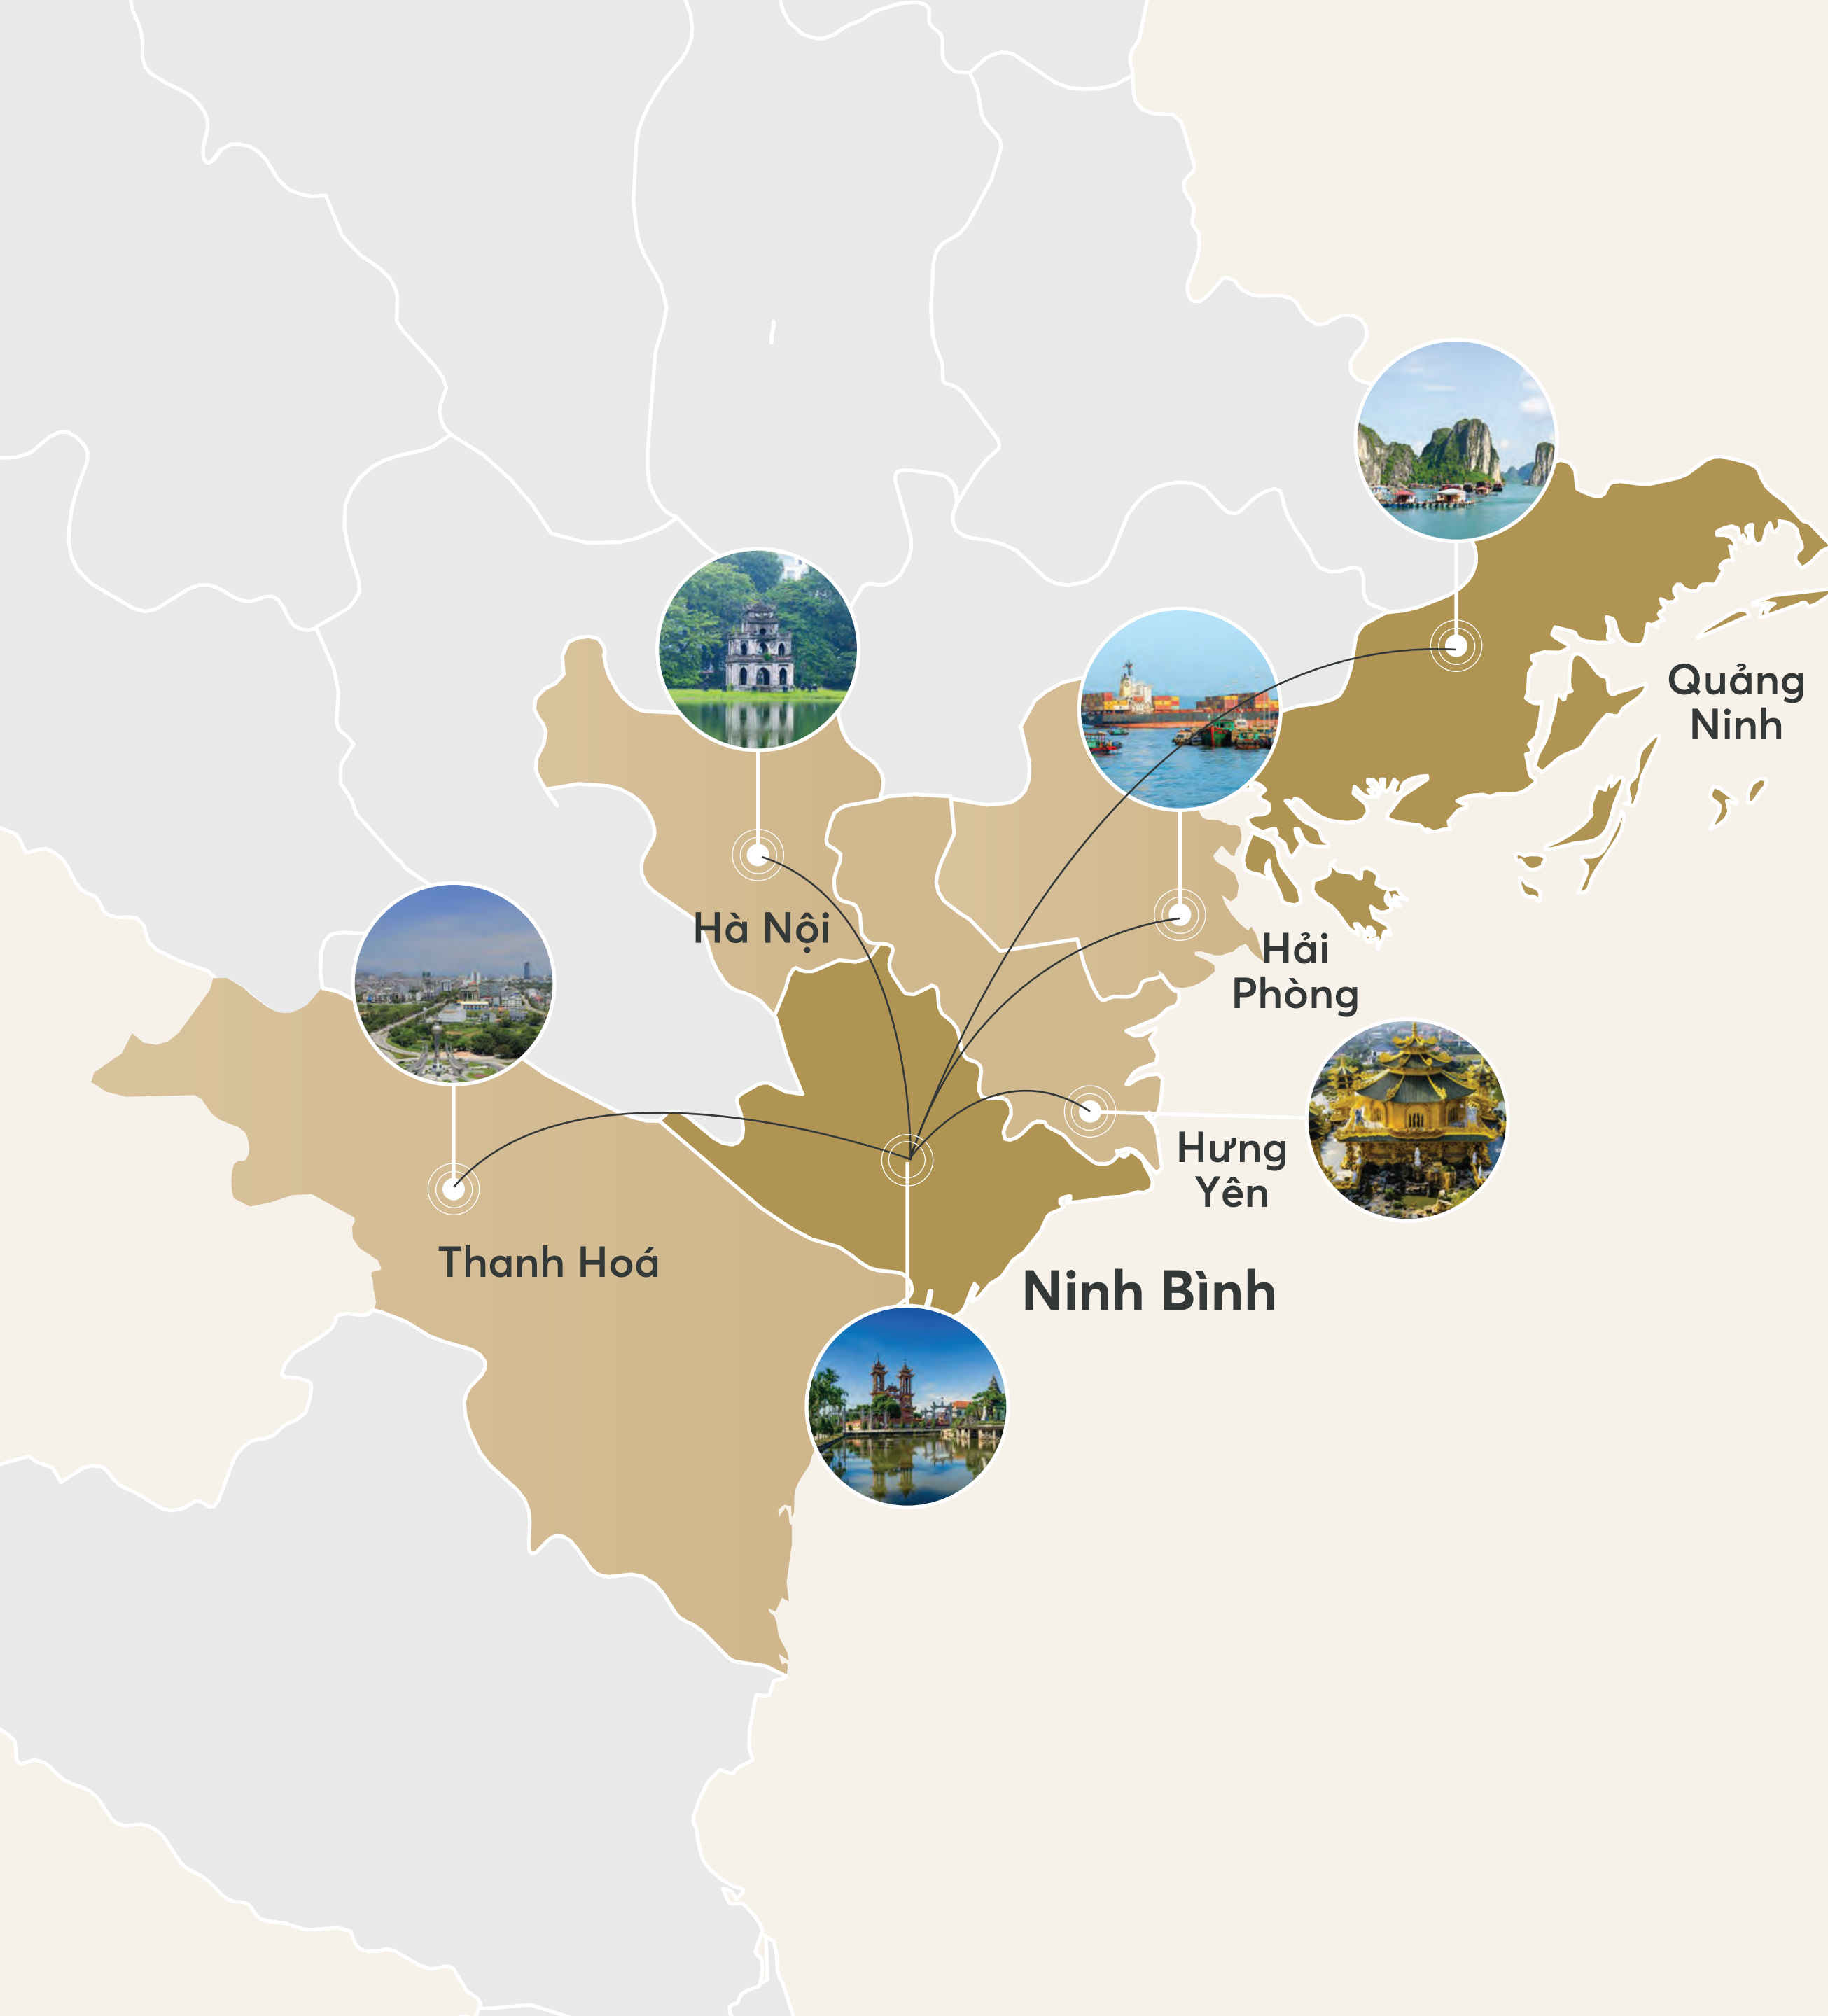 Quảng
Ninh
Hà Nội
Hải
Phòng
Hưng
Yên
Thanh Hoá
Ninh Bình